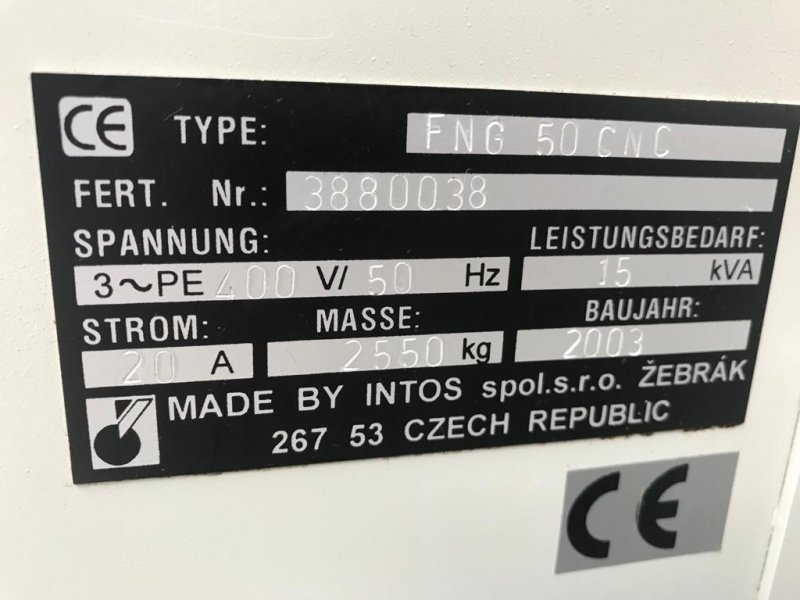 CE TYPE: FNG 50 CNC
FERT. Nr.: 3880038
SPANNUNG: LEISTUNGSBEDARF:
3~PE 400 V/ 50 Hz 15 kVA
STROM: MASSE: BAUJAHR:
20 A 2550 kg 2003
MADE BY INTOS spol.s.r.o. ŽEBRÁK
267 53 CZECH REPUBLIC
CE